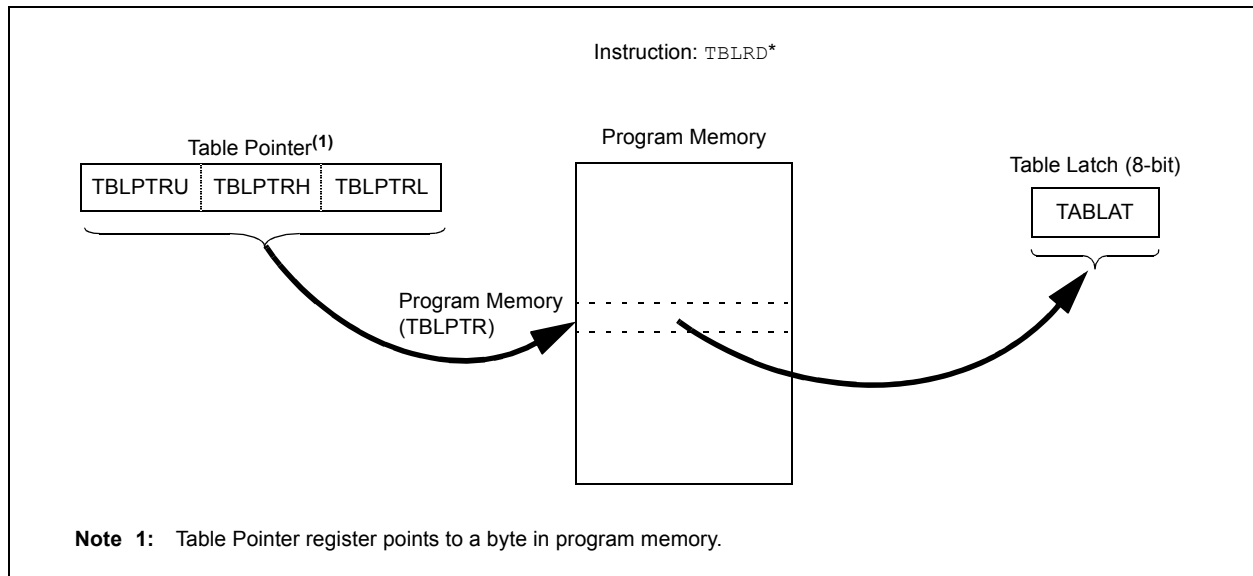 Instruction: TBLRD*
Table Pointer(1)
TBLPTRU TBLPTRH TBLPTRL
Program Memory
Table Latch (8-bit)
TABLAT
Program Memory
(TBLPTR)
Note 1: Table Pointer register points to a byte in program memory.